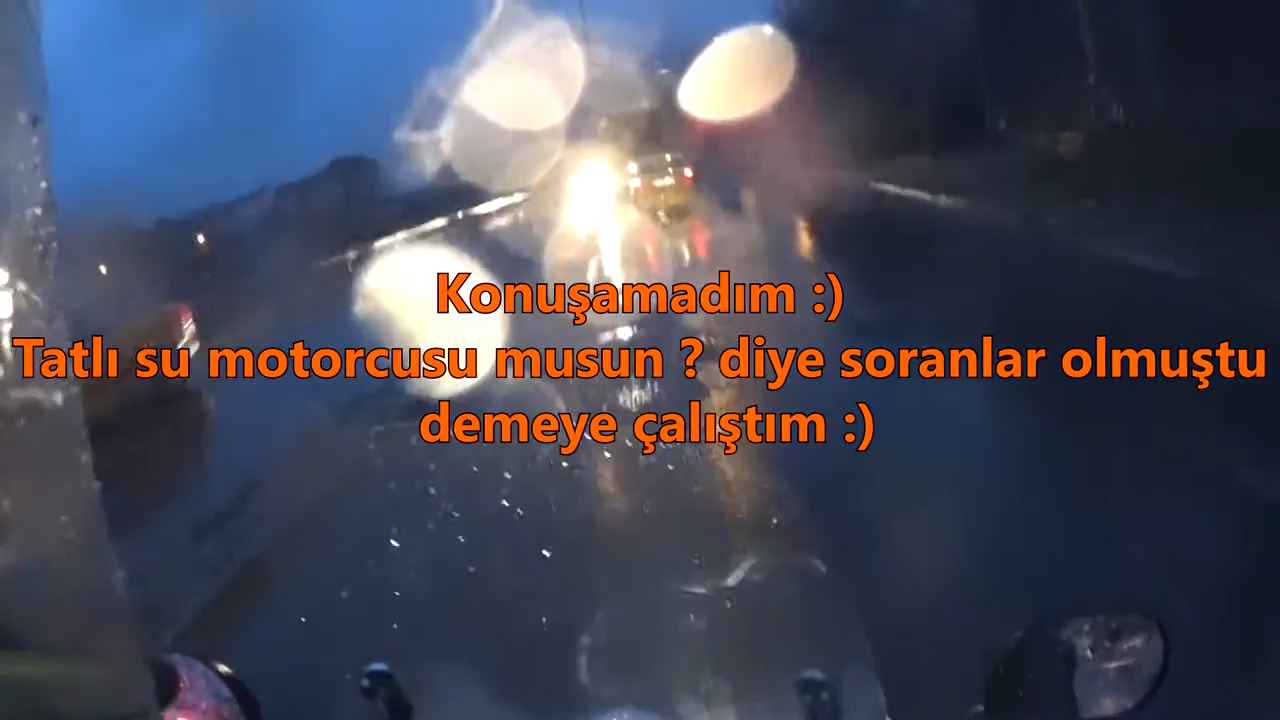 Konuşamadım :)
Tatlı su motorcusu musun ? diye soranlar olmuştu
demeye çalıştım :)